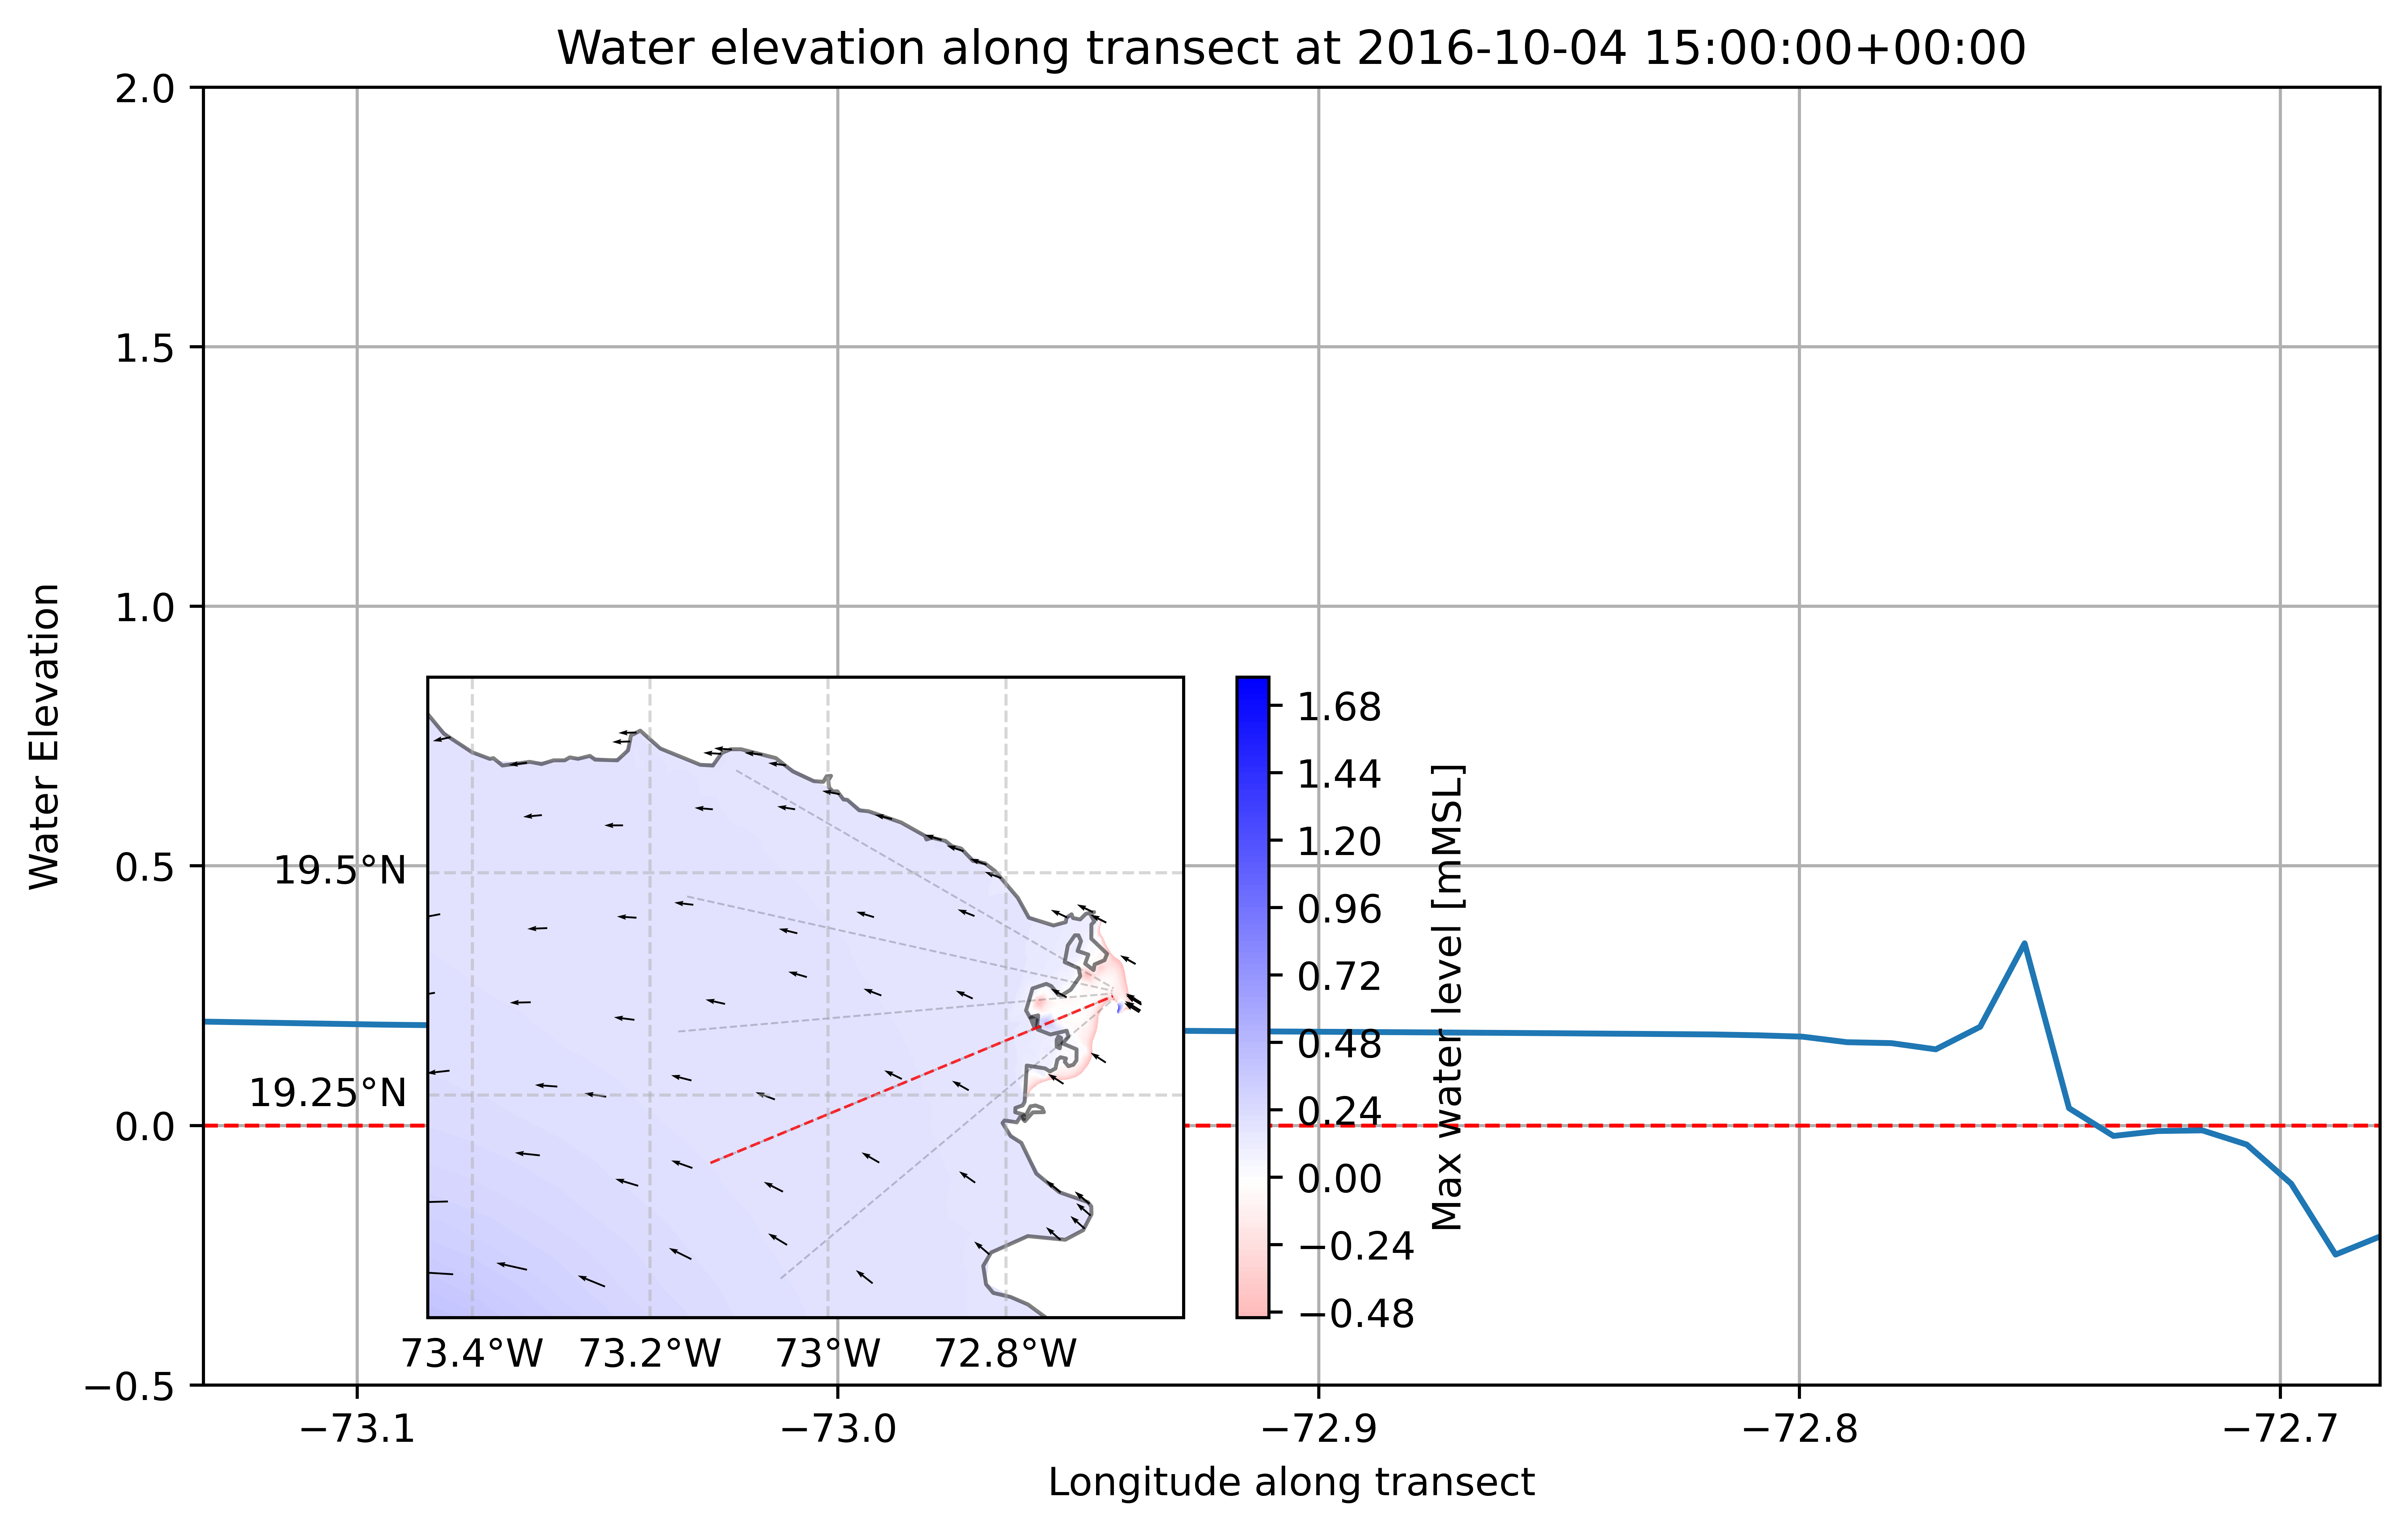 Water elevation along transect at 2016-10-04 15:00:00+00:00
Water Elevation
2.0
1.5
1.0
0.5
0.0
−0.5
19.5°N
19.25°N
73.4°W 73.2°W 73°W 72.8°W
1.68
1.44
1.20
0.96
0.72
0.48
0.24
0.00
−0.24
−0.48
Max water level [mMSL]
−73.1 −73.0 −72.9 −72.8 −72.7
Longitude along transect